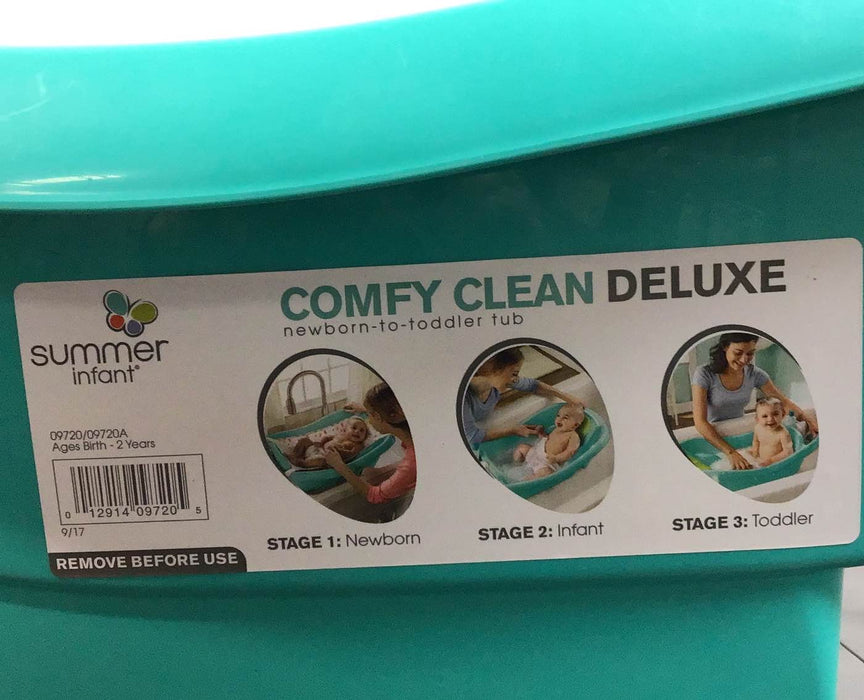 summer
infant®
COMFY CLEAN DELUXE
newborn-to-toddler tub
09720/09720A
Ages Birth - 2 Years
0 12914 09720 5
9/17
REMOVE BEFORE USE
STAGE 1: Newborn
STAGE 2: Infant
STAGE 3: Toddler